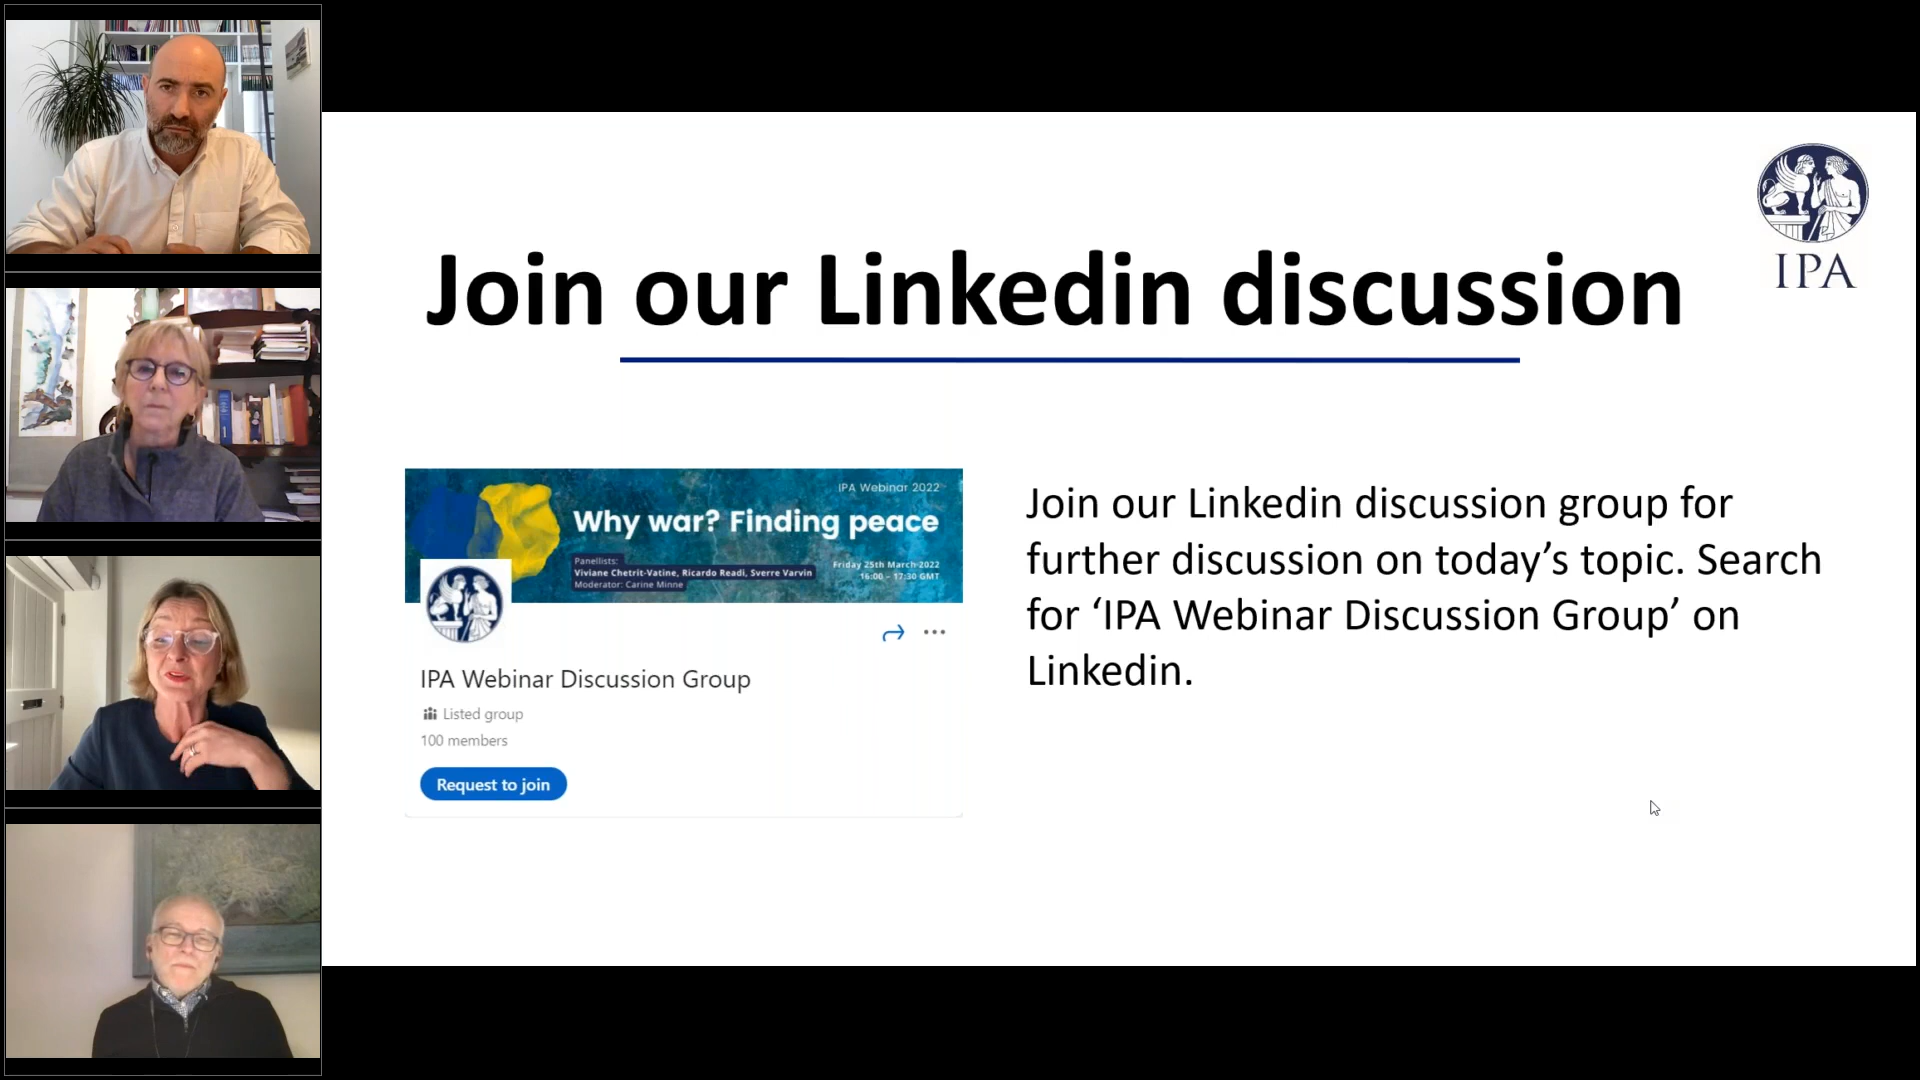 IPA
Join our Linkedin discussion
IPA Webinar 2022
Why war? Finding peace
Panellists:
Viviane Chetrit-Vatine, Ricardo Readi, Sverre Varvin
Moderator: Carine Minne
Friday 25th March 2022
16:00 – 17:30 GMT
IPA Webinar Discussion Group
Listed group
100 members
Request to join
Join our Linkedin discussion group for
further discussion on today’s topic. Search
for ‘IPA Webinar Discussion Group’ on
Linkedin.